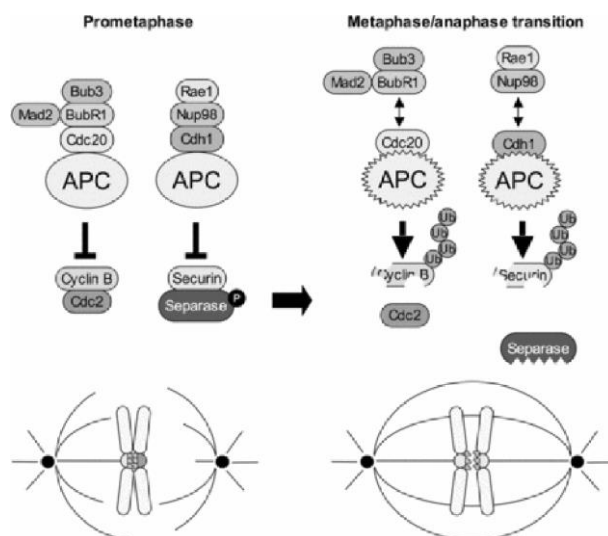 Prometaphase
Bub3
Mad2 BubR1
Cdc20
APC
Cyclin B
Cdc2
Rae1
Nup98
Cdh1
APC
Securin
Separase P
Metaphase/anaphase transition
Bub3
Mad2 BubR1
Cdc20
APC
Ub
Ub
Ub
Ub
Cyclin B
Cdc2
Rae1
Nup98
Cdh1
APC
Ub
Ub
Ub
Ub
Securin
Separase